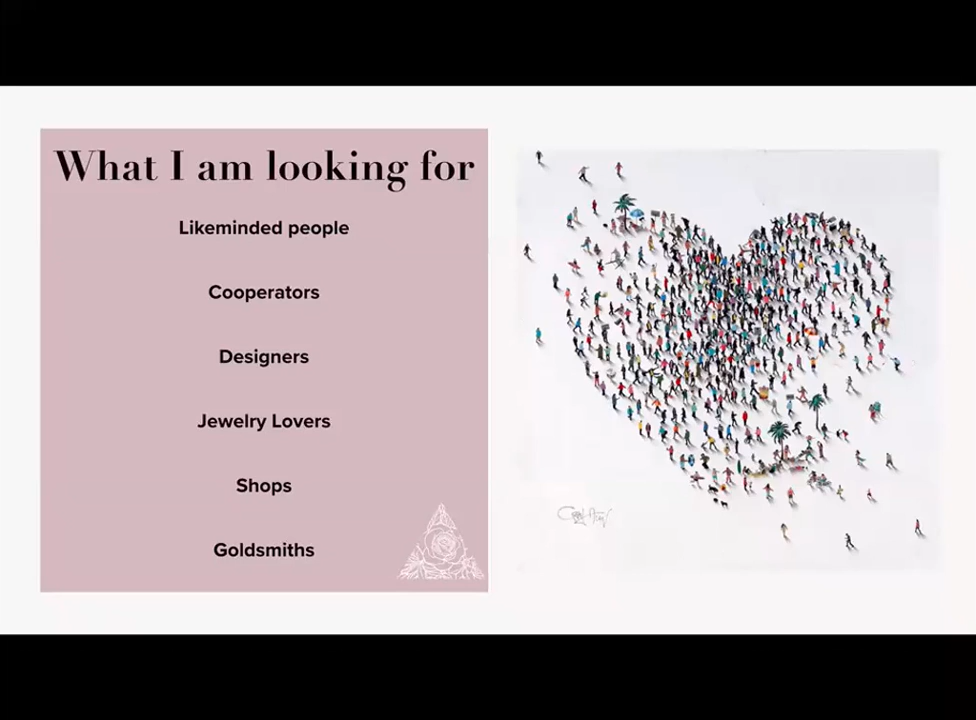 What I am looking for
Likeminded people
Cooperators
Designers
Jewelry Lovers
Shops
Goldsmiths